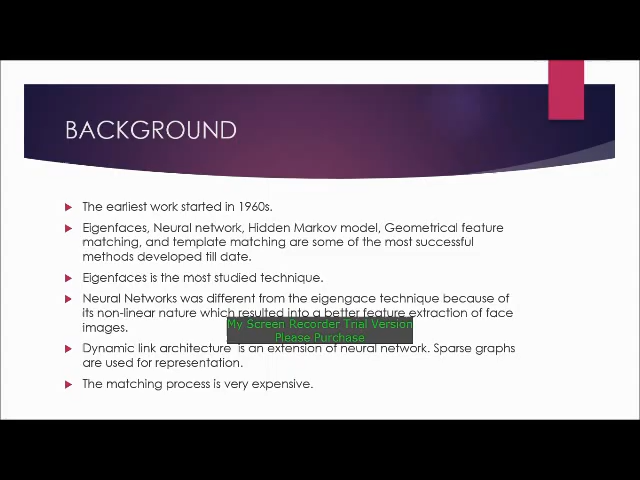 BACKGROUND
The earliest work started in 1960s.
Eigenfaces, Neural network, Hidden Markov model, Geometrical feature
matching, and template matching are some of the most successful
methods developed till date.
Eigenfaces is the most studied technique.
Neural Networks was different from the eigengace technique because of
its non-linear nature which resulted into a better feature extraction of face
images.
My Screen Recorder Trial Version
Please Purchase
Dynamic link architecture is an extension of neural network. Sparse graphs
are used for representation.
The matching process is very expensive.